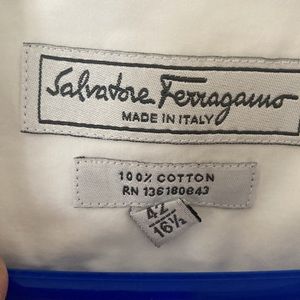 Salvatore Ferragamo
MADE IN ITALY
100% COTTON
RN 136180643
42
16½